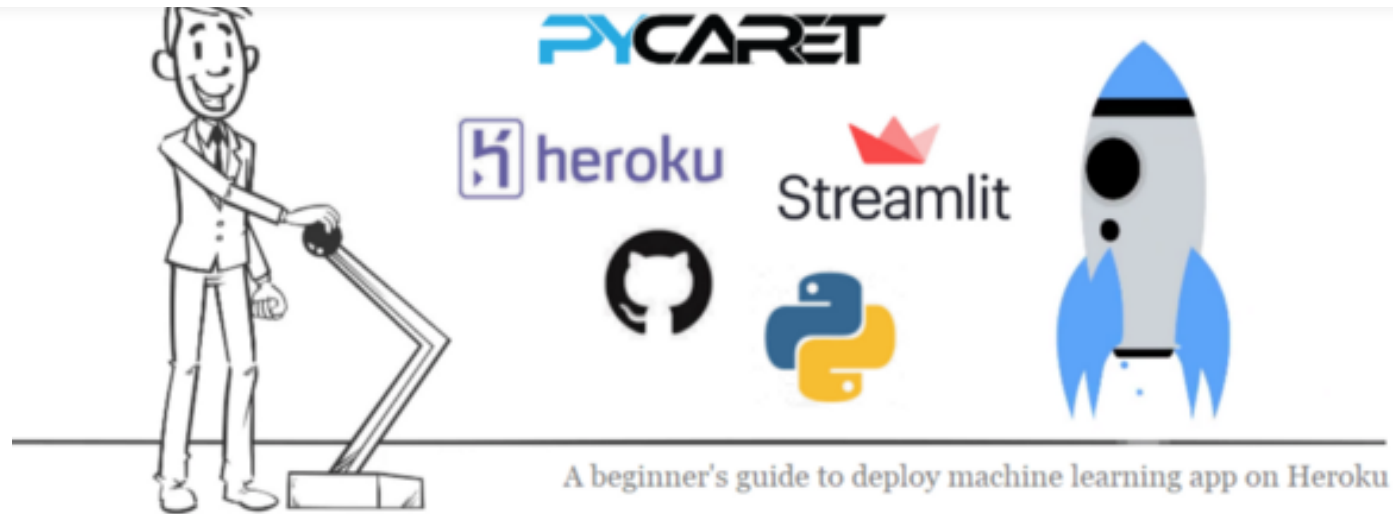 PYCARET
heroku
Streamlit
A beginner's guide to deploy machine learning app on Heroku